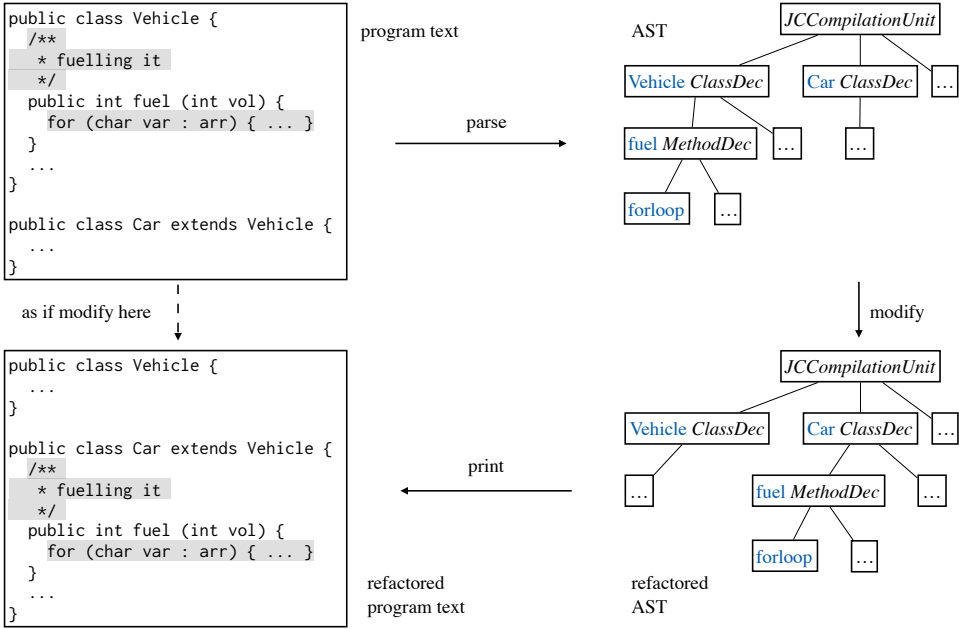 public class Vehicle {
  /**
   * fuelling it
   */
  public int fuel (int vol) {
    for (char var : arr) { ... }
  }
  ...
}
public class Car extends Vehicle {
  ...
}
program text
parse
AST
JCCompilationUnit
Vehicle ClassDec
Car ClassDec
...
fuel MethodDec
...
...
forloop
...
as if modify here
modify
public class Vehicle {
  ...
}
public class Car extends Vehicle {
  /**
   * fuelling it
   */
  public int fuel (int vol) {
    for (char var : arr) { ... }
  }
  ...
}
print
refactored
program text
JCCompilationUnit
Vehicle ClassDec
Car ClassDec
...
...
fuel MethodDec
...
forloop
...
refactored
AST